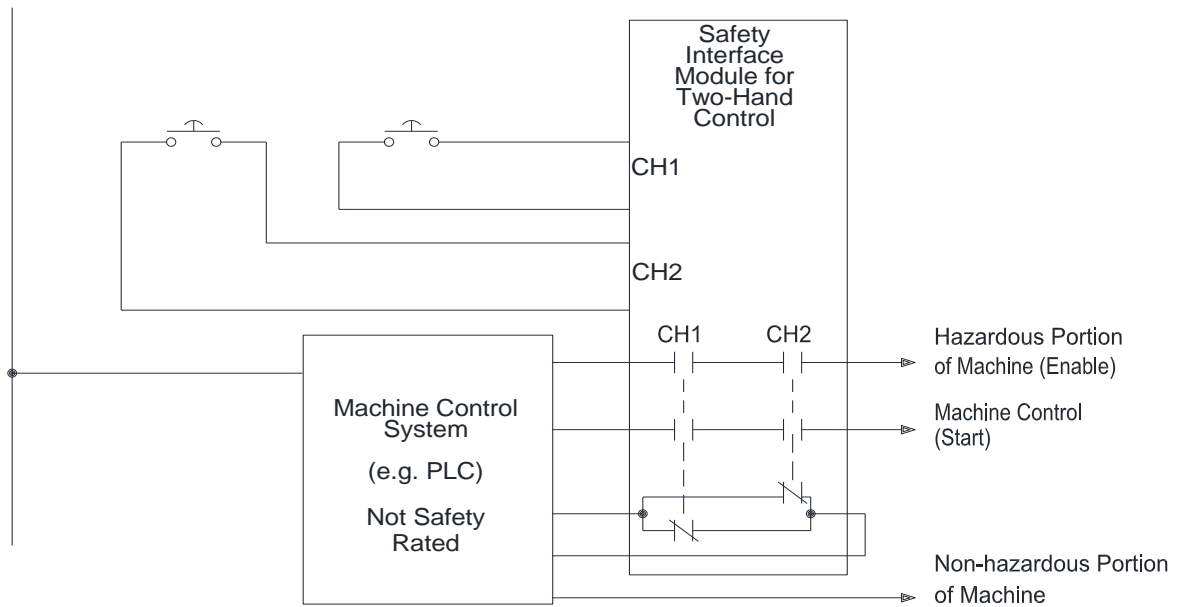 Safety
Interface
Module for
Two-Hand
Control
CH1
CH2
CH1 CH2
Hazardous Portion
of Machine (Enable)
Machine Control
(Start)
Machine Control
System
(e.g. PLC)
Not Safety
Rated
Non-hazardous Portion
of Machine